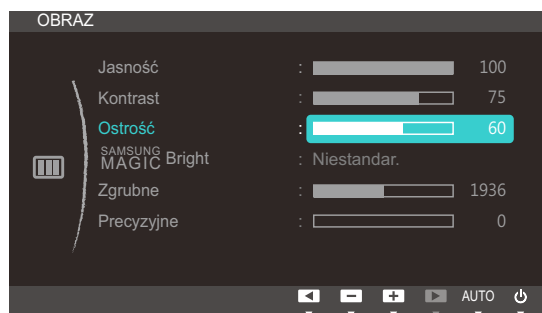 OBRAZ
Jasność : 100
Kontrast : 75
Ostrość : 60
SAMSUNG
MAGIC Bright : Niestandar.
Zgrubne : 1936
Precyzyjne : 0
AUTO